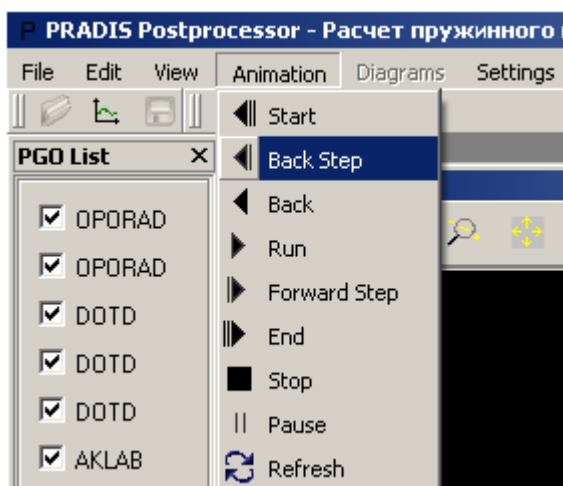 PRADIS Postprocessor - Расчет пружинного
File Edit View Animation Diagrams Settings
Start
PGO List
Back Step
Back
Run
Forward Step
End
Stop
Pause
Refresh
OPORAD
OPORAD
DOTD
DOTD
DOTD
AKLAB